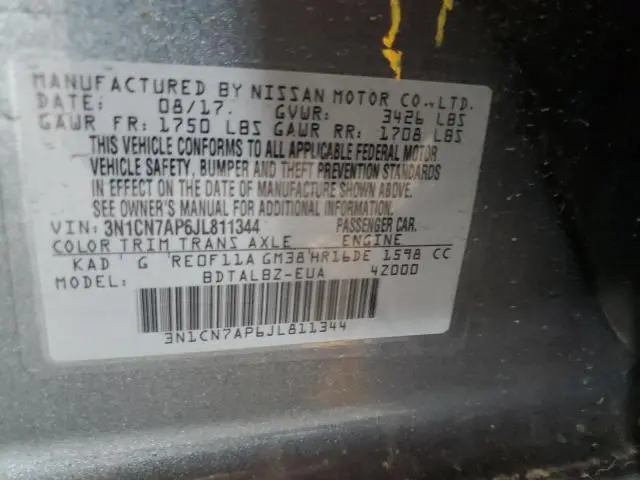 MANUFACTURED BY NISSAN MOTOR CO.,LTD.
DATE: 08/17. GVWR: 3426 LBS
GAWR FR: 1750 LBS GAWR RR: 1708 LBS
THIS VEHICLE CONFORMS TO ALL APPLICABLE FEDERAL MOTOR
VEHICLE SAFETY, BUMPER AND THEFT PREVENTION STANDARDS
IN EFFECT ON THE DATE OF MANUFACTURE SHOWN ABOVE.
SEE OWNER'S MANUAL FOR ADDITIONAL INFORMATION.
VIN: 3N1CN7AP6JL811344 PASSENGER CAR.
COLOR TRIM TRANS AXLE ENGINE
KAD G RE0F11A GM38 HR16DE 1598 CC
MODEL: BDTALBZ-EUA 4Z000
3N1CN7AP6JL811344